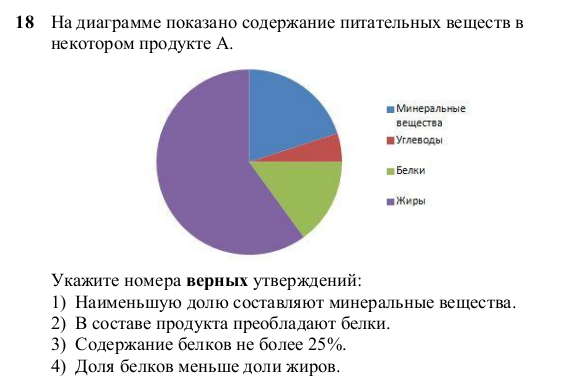 18 На диаграмме показано содержание питательных веществ в
некотором продукте А.
Минеральные
вещества
Углеводы
Белки
Жиры
Укажите номера верных утверждений:
1) Наименьшую долю составляют минеральные вещества.
2) В составе продукта преобладают белки.
3) Содержание белков не более 25%.
4) Доля белков меньше доли жиров.